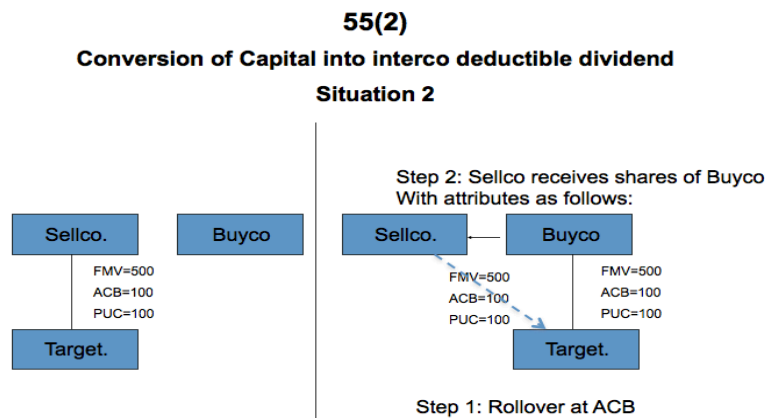 55(2)
Conversion of Capital into interco deductible dividend
Situation 2
Sellco.
Buyco
FMV=500
ACB=100
PUC=100
Target.
Step 2: Sellco receives shares of Buyco
With attributes as follows:
Sellco.
Buyco
FMV=500
ACB=100
PUC=100
FMV=500
ACB=100
PUC=100
Target.
Step 1: Rollover at ACB